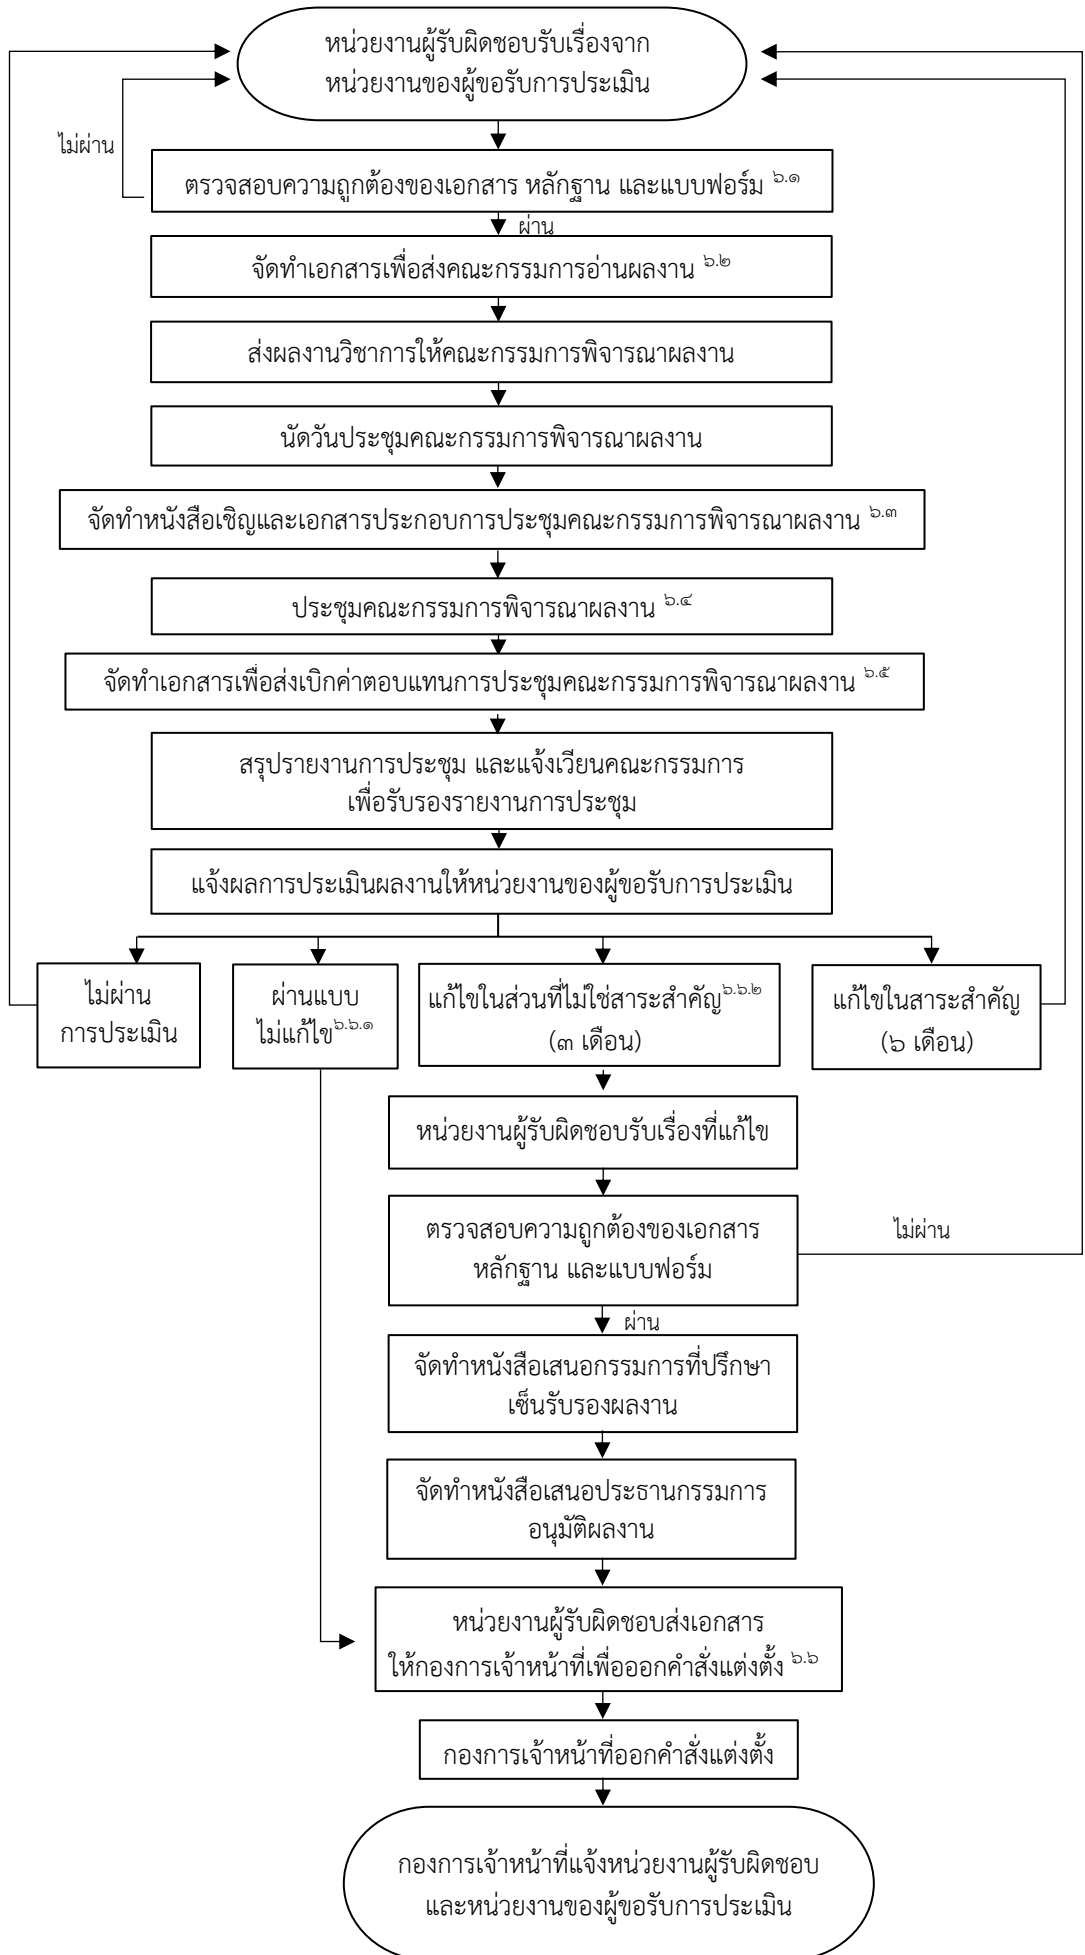 หน่วยงานผู้รับผิดชอบรับเรื่องจาก
หน่วยงานของผู้ขอรับการประเมิน
ไม่ผ่าน
ตรวจสอบความถูกต้องของเอกสาร หลักฐาน และแบบฟอร์ม ๖.๑
ผ่าน
จัดทำเอกสารเพื่อส่งคณะกรรมการอ่านผลงาน ๖.๒
ส่งผลงานวิชาการให้คณะกรรมการพิจารณาผลงาน
นัดวันประชุมคณะกรรมการพิจารณาผลงาน
จัดทำหนังสือเชิญและเอกสารประกอบการประชุมคณะกรรมการพิจารณาผลงาน ๖.๓
ประชุมคณะกรรมการพิจารณาผลงาน ๖.๔
จัดทำเอกสารเพื่อส่งเบิกค่าตอบแทนการประชุมคณะกรรมการพิจารณาผลงาน ๖.๕
สรุปรายงานการประชุม และแจ้งเวียนคณะกรรมการ
เพื่อรับรองรายงานการประชุม
แจ้งผลการประเมินผลงานให้หน่วยงานของผู้ขอรับการประเมิน
ไม่ผ่าน
การประเมิน
ผ่านแบบ
ไม่แก้ไข๖.๖.๑
แก้ไขในส่วนที่ไม่ใช่สาระสำคัญ๖.๖.๒
(๓ เดือน)
แก้ไขในสาระสำคัญ
(๖ เดือน)
หน่วยงานผู้รับผิดชอบรับเรื่องที่แก้ไข
ตรวจสอบความถูกต้องของเอกสาร
หลักฐาน และแบบฟอร์ม
ไม่ผ่าน
ผ่าน
จัดทำหนังสือเสนอกรรมการที่ปรึกษา
เซ็นรับรองผลงาน
จัดทำหนังสือเสนอประธานกรรมการ
อนุมัติผลงาน
หน่วยงานผู้รับผิดชอบส่งเอกสาร
ให้กองการเจ้าหน้าที่เพื่อออกคำสั่งแต่งตั้ง ๖.๖
กองการเจ้าหน้าที่ออกคำสั่งแต่งตั้ง
กองการเจ้าหน้าที่แจ้งหน่วยงานผู้รับผิดชอบ
และหน่วยงานของผู้ขอรับการประเมิน